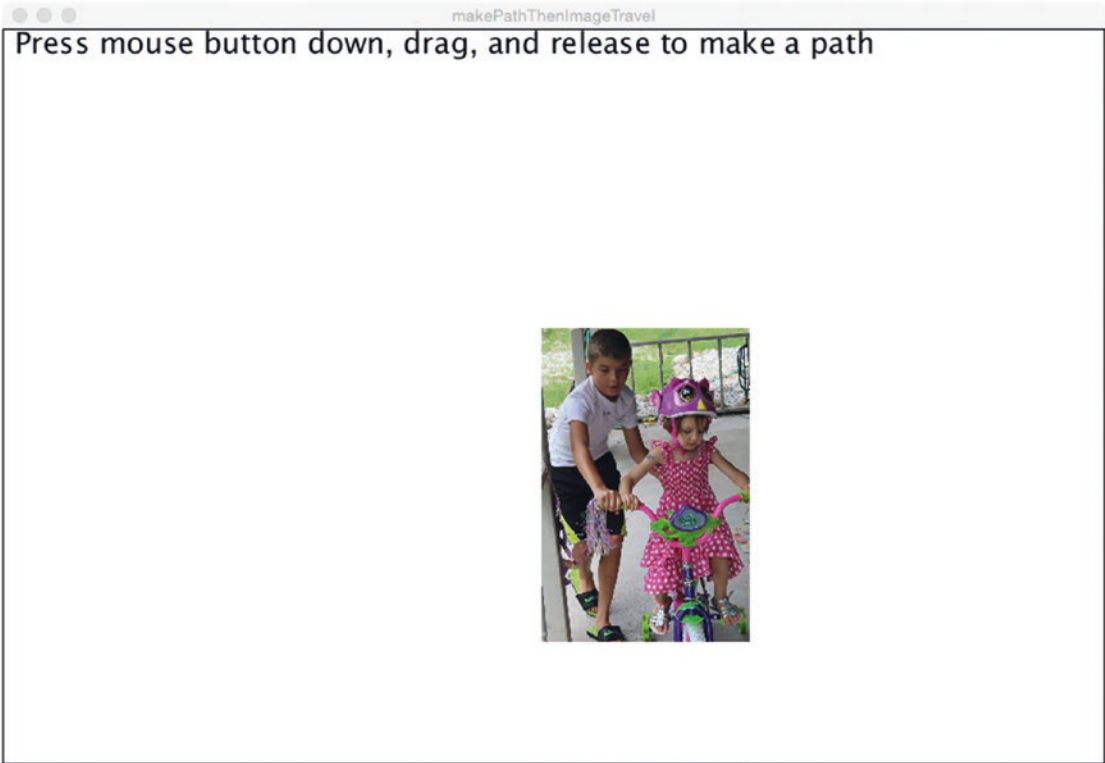 makePathThenImageTravel
Press mouse button down, drag, and release to make a path